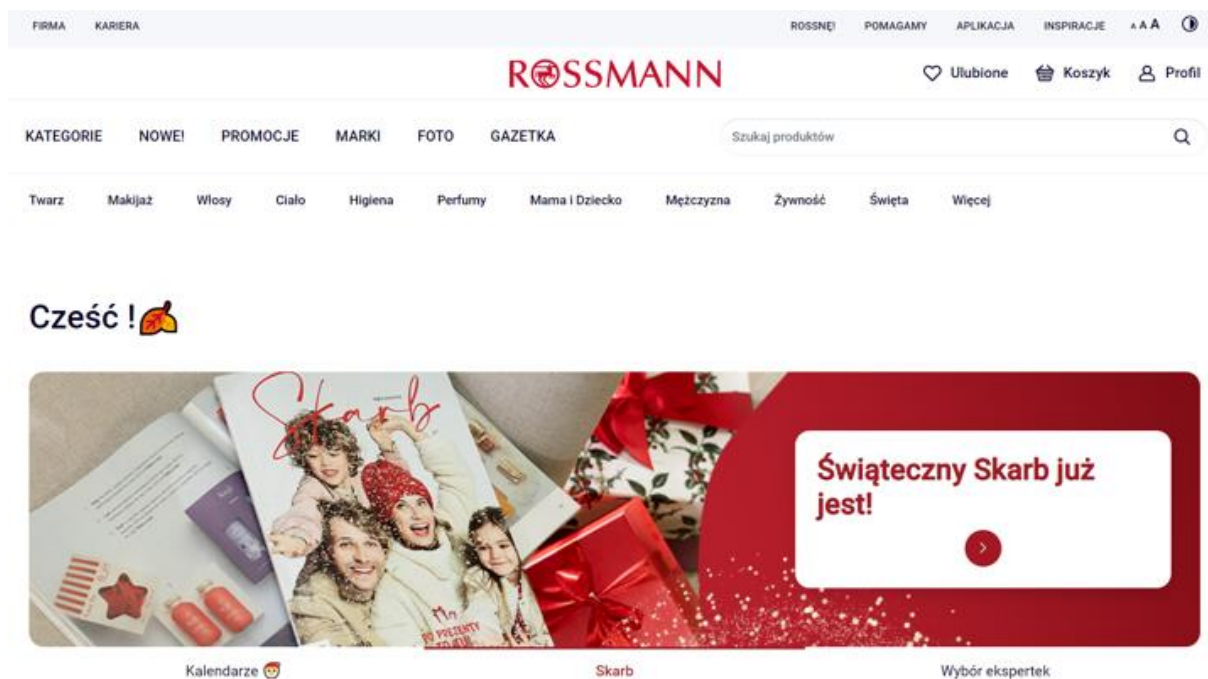 FIRMA KARIERA ROSSNĘ! POMAGAMY APLIKACJA INSPIRACJE A A A
ROSSMANN Ulubione Koszyk Profil
KATEGORIE NOWE! PROMOCJE MARKI FOTO GAZETKA Szukaj produktów
Twarz Makijaż Włosy Ciało Higiena Perfumy Mama i Dziecko Mężczyzna Żywność Święta Więcej
Cześć !
Skarb
Świąteczny Skarb już
jest!
PO PREZENTY
Kalendarze Skarb Wybór ekspertek